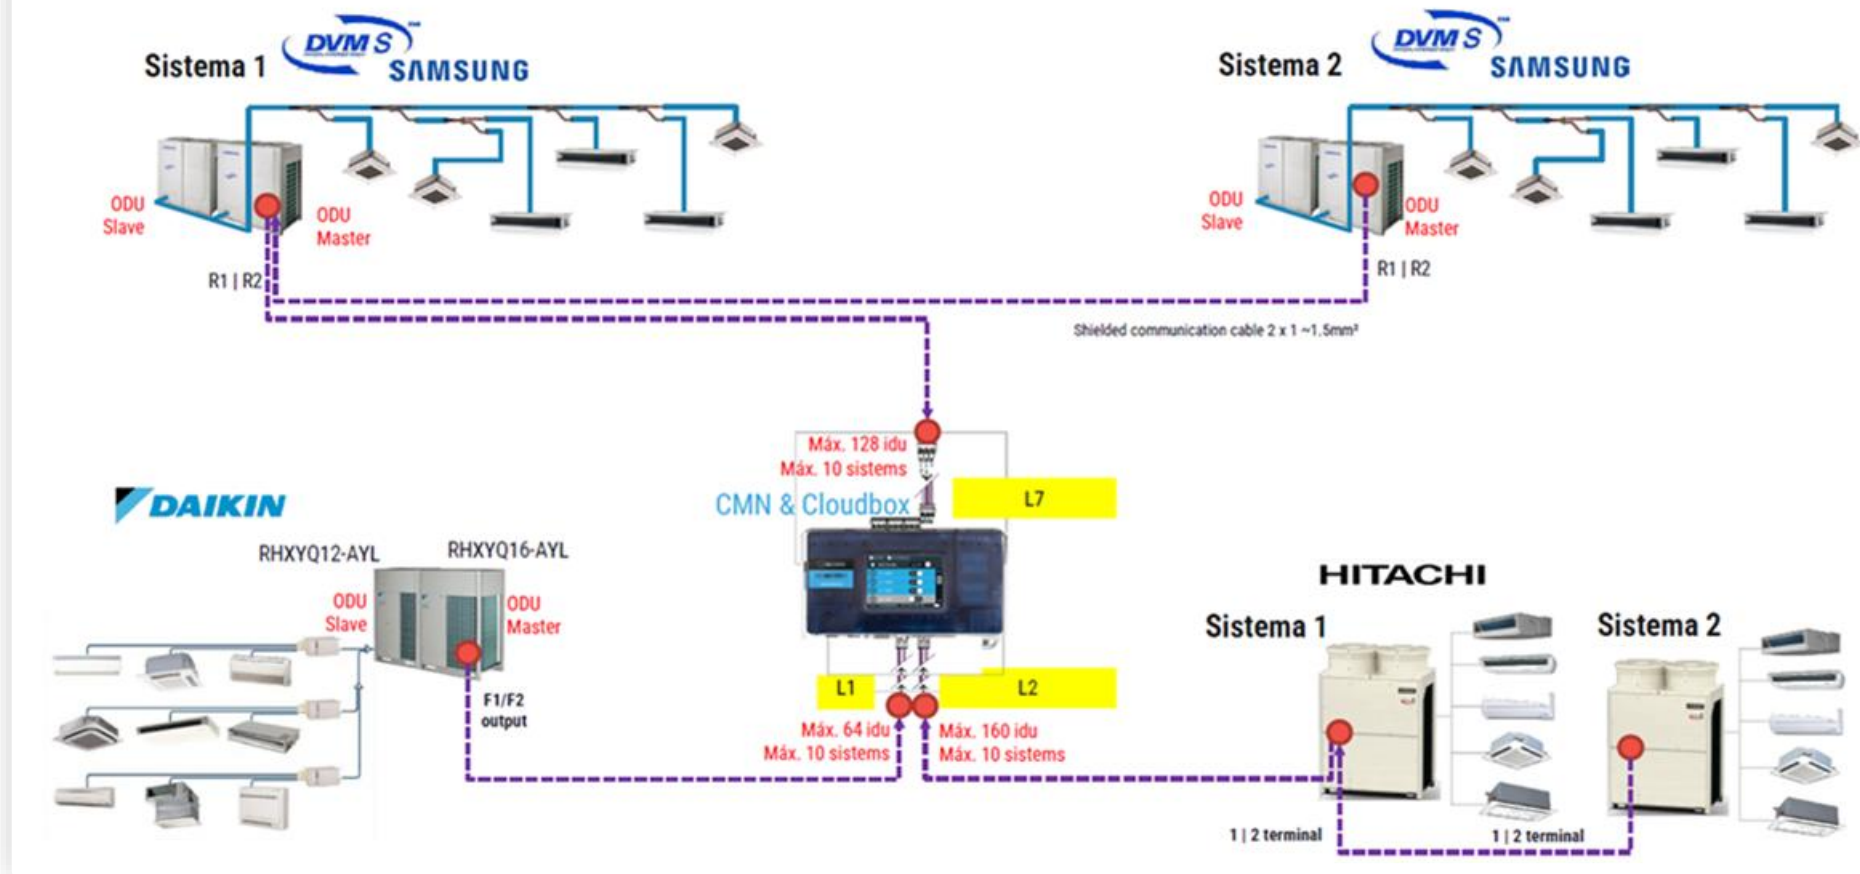 Sistema 1
DVM S
SAMSUNG
Sistema 2
DVM S
SAMSUNG
ODU
Slave
ODU
Master
R1 | R2
ODU
Slave
ODU
Master
R1 | R2
Shielded communication cable 2 x 1 ~1.5mm²
Máx. 128 idu
Máx. 10 sistems
CMN & Cloudbox
L7
DAIKIN
RHXYQ12-AYL
RHXYQ16-AYL
ODU
Slave
ODU
Master
F1/F2
output
L1
L2
Máx. 64 idu
Máx. 10 sistems
Máx. 160 idu
Máx. 10 sistems
HITACHI
Sistema 1
Sistema 2
1 | 2 terminal
1 | 2 terminal